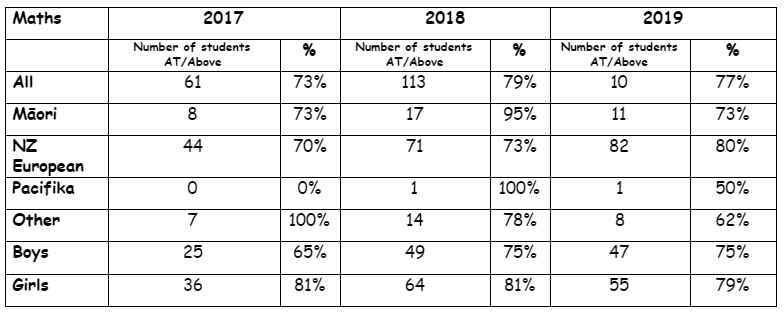 Maths 2017 2018 2019
Number of students AT/Above % Number of students AT/Above % Number of students AT/Above %
All 61 73% 113 79% 10 77%
Māori 8 73% 17 95% 11 73%
NZ European 44 70% 71 73% 82 80%
Pacifika 0 0% 1 100% 1 50%
Other 7 100% 14 78% 8 62%
Boys 25 65% 49 75% 47 75%
Girls 36 81% 64 81% 55 79%